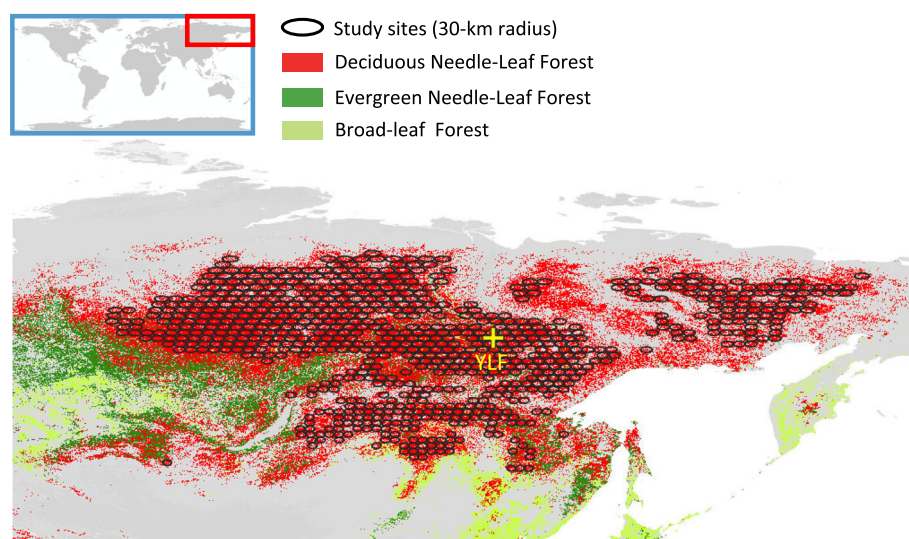 Study sites (30-km radius)
Deciduous Needle-Leaf Forest
Evergreen Needle-Leaf Forest
Broad-leaf Forest
YLF